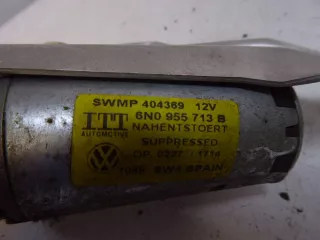 SWMP 404369 12V
ITT 6N0 955 713 B
AUTOMOTIVE NAHENTSTOERT
SUPPRESSED
SPAIN